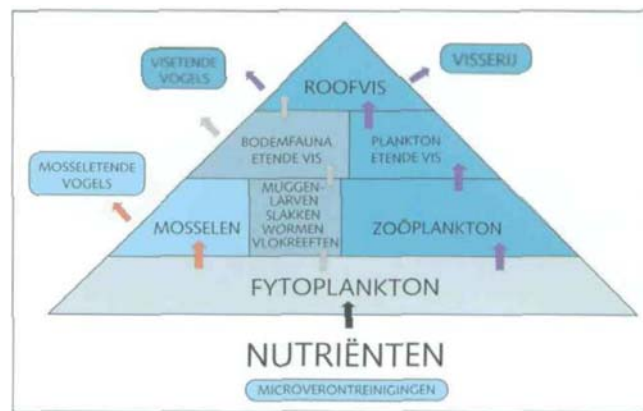 VISETENDE
VOGELS
VISSERIJ
ROOFVIS
BODEMFAUNA
ETENDE VIS
PLANKTON
ETENDE VIS
MOSSELETENDE
VOGELS
MOSSELEN
MUGGEN-
LARVEN
SLAKKEN
WORMEN
VLOKREEFTEN
ZOÖPLANKTON
FYTOPLANKTON
NUTRIËNTEN
MICROVERONTREINIGINGEN